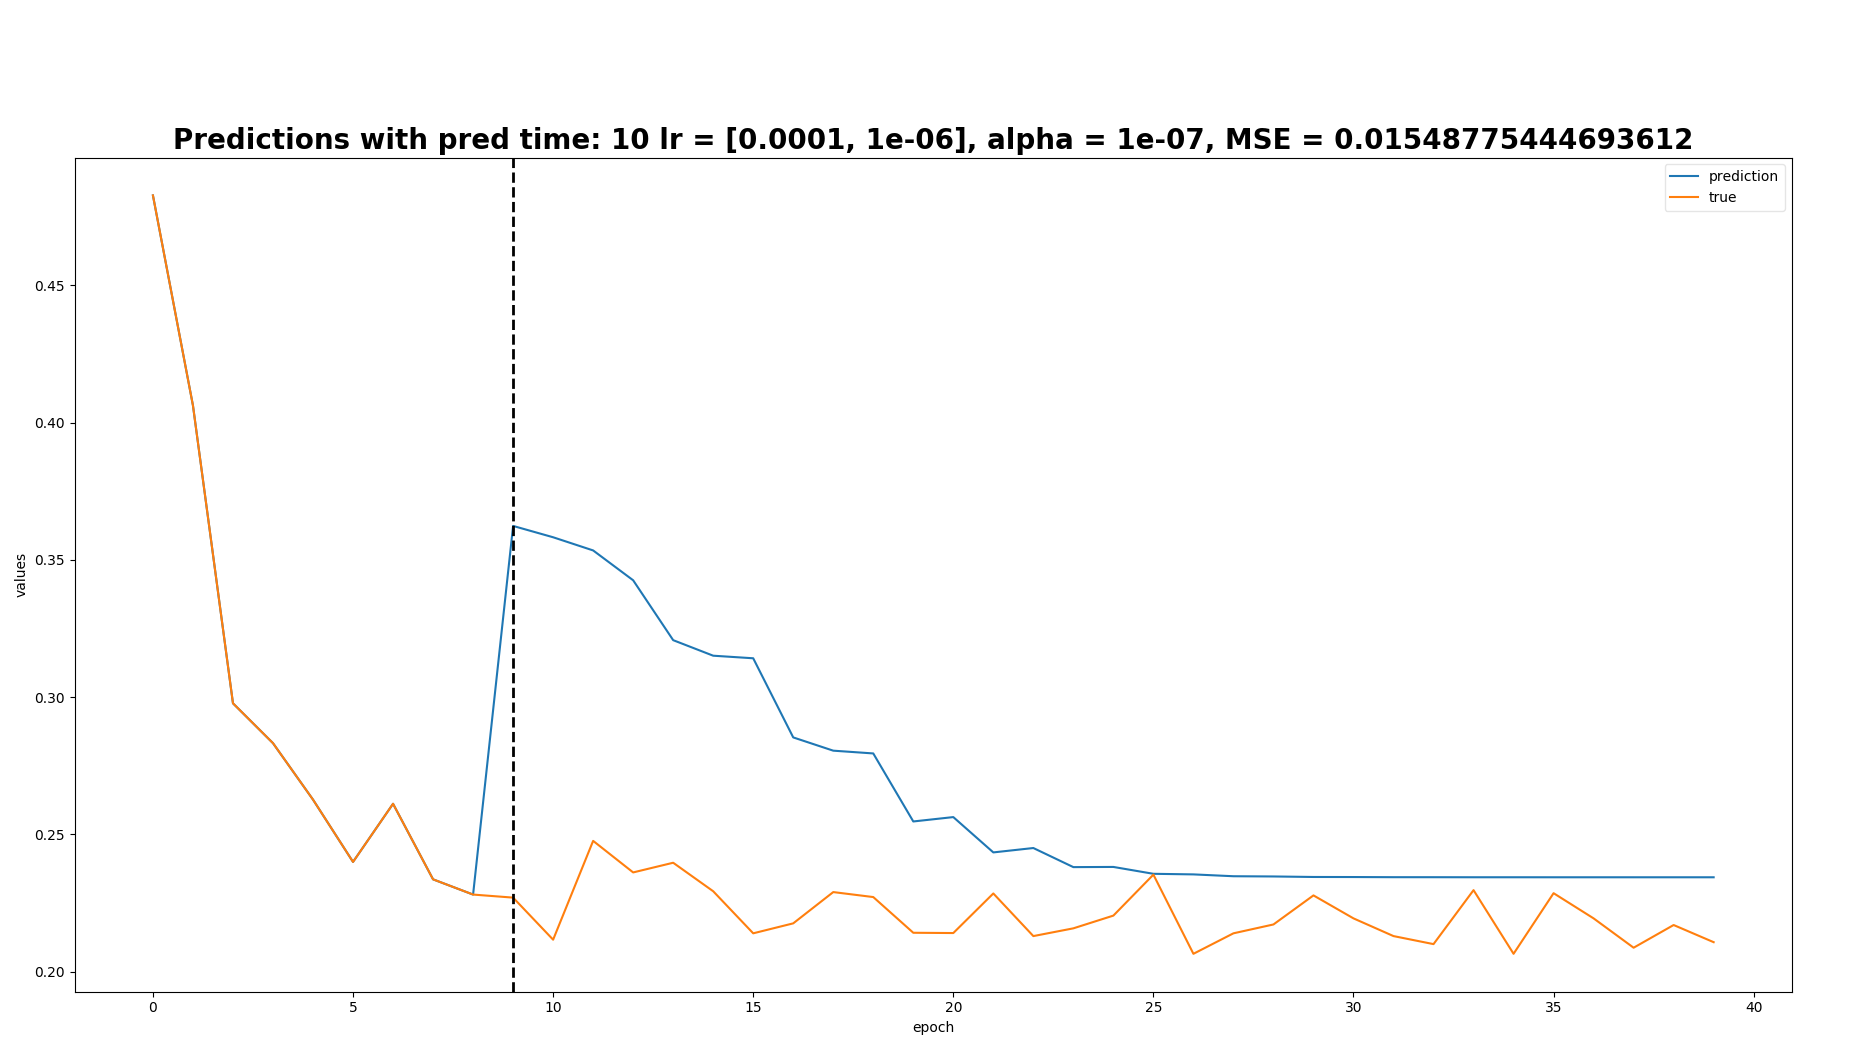 Predictions with pred time: 10 lr = [0.0001, 1e-06], alpha = 1e-07, MSE = 0.01548775444693612
prediction
true
0.45
0.40
0.35
0.30
0.25
0.20
values
0 5 10 15 20 25 30 35 40
epoch